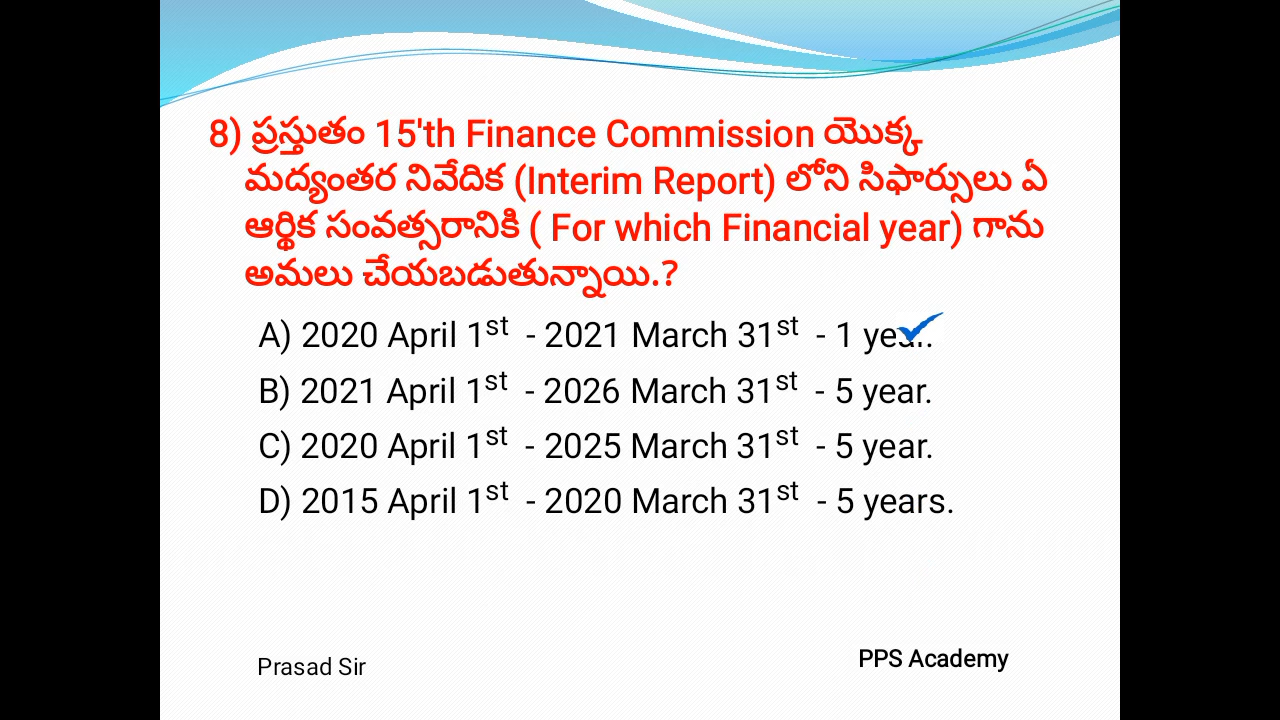 8) ప్రస్తుతం 15'th Finance Commission యొక్క
మద్యంతర నివేదిక (Interim Report) లోని సిఫార్సులు ఏ
ఆర్థిక సంవత్సరానికి ( For which Financial year) గాను
అమలు చేయబడుతున్నాయి.?
A) 2020 April 1st - 2021 March 31st - 1 year.
B) 2021 April 1st - 2026 March 31st - 5 year.
C) 2020 April 1st - 2025 March 31st - 5 year.
D) 2015 April 1st - 2020 March 31st - 5 years.
Prasad Sir
PPS Academy